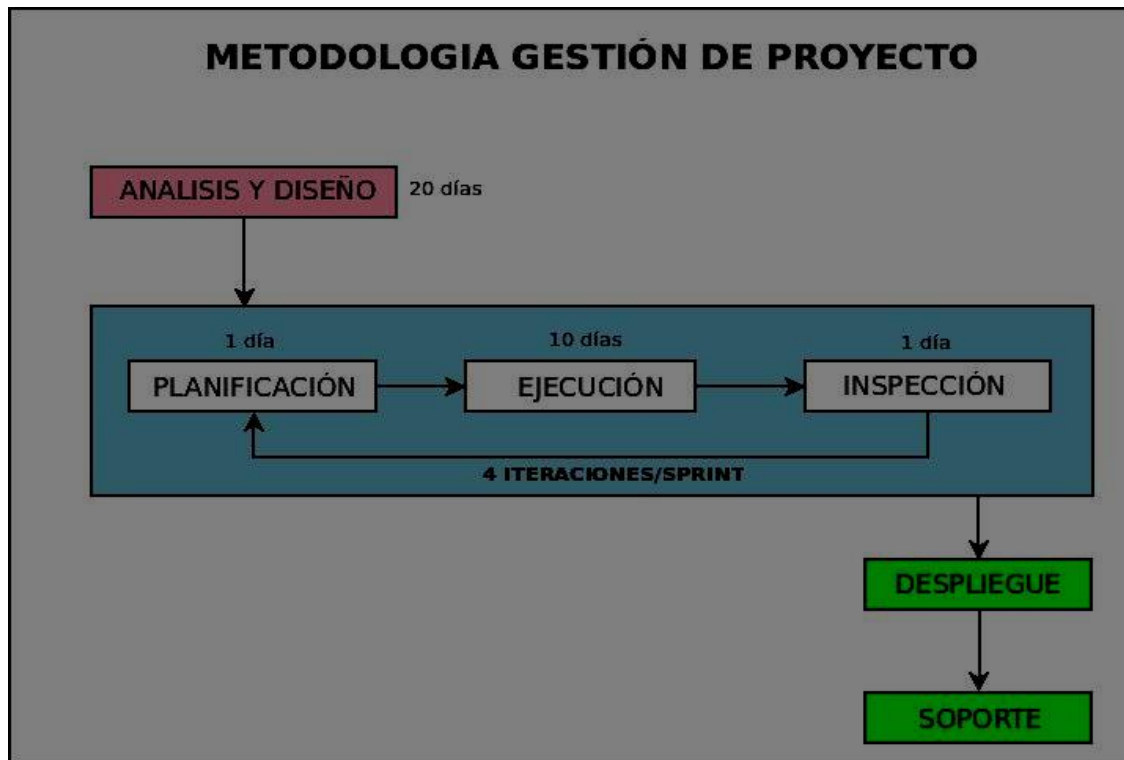 METODOLOGIA GESTIÓN DE PROYECTO
ANALISIS Y DISEÑO
20 días
1 día
10 días
1 día
PLANIFICACIÓN
EJECUCIÓN
INSPECCIÓN
4 ITERACIONES/SPRINT
DESPLIEGUE
SOPORTE